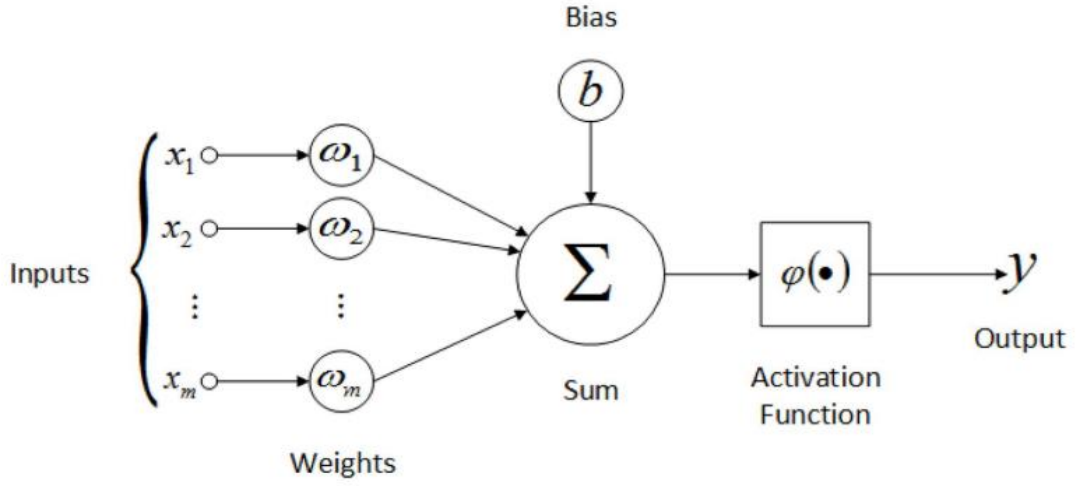 Bias
b
x₁ ω₁
x₂ ω₂
Inputs
⋮ ⋮
Σ
φ(•)
y
Output
xₘ ωₘ
Sum
Activation
Function
Weights